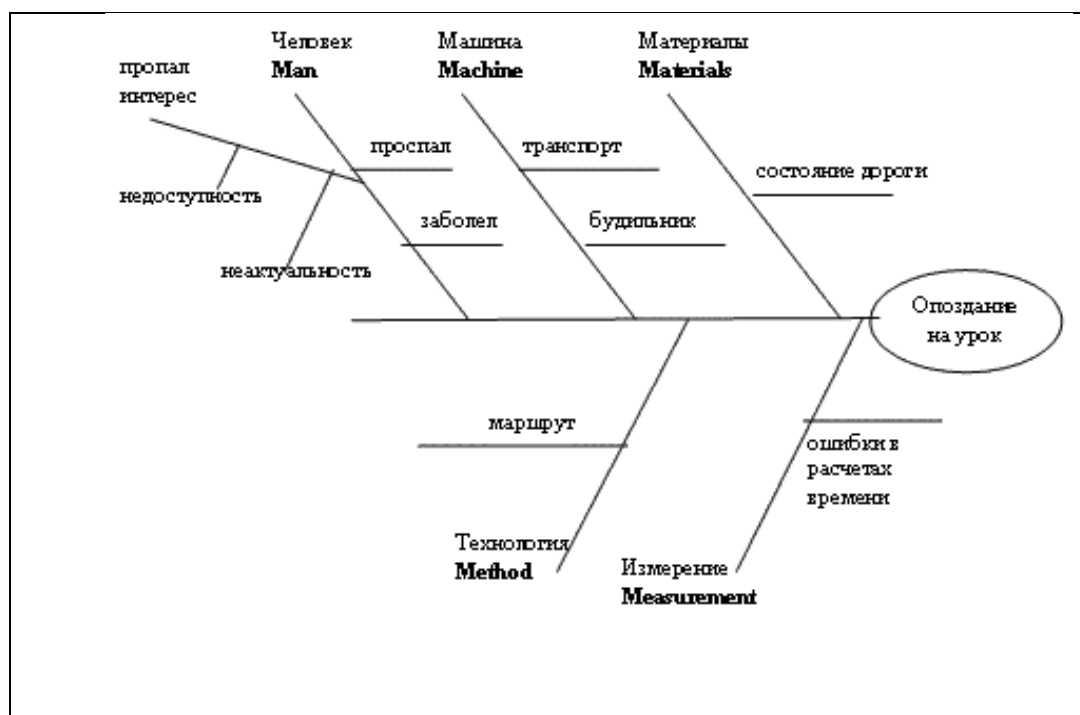 Человек
Man
Машина
Machine
Материалы
Materials
пропал
интерес
проспал
транспорт
состояние дороги
недоступность
заболел
будильник
неактуальность
Опоздание
на урок
маршрут
ошибки в
расчетах
времени
Технология
Method
Измерение
Measurement